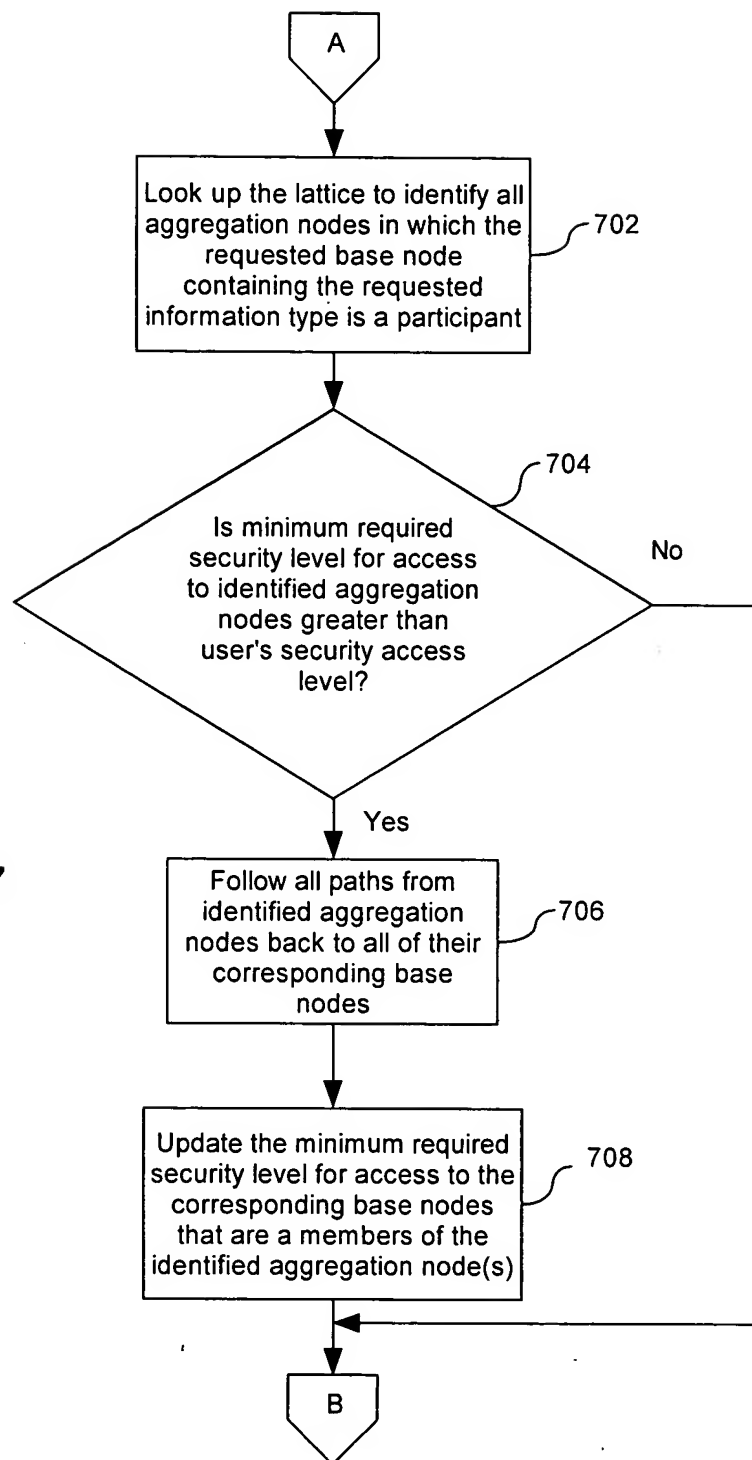 A
Look up the lattice to identify all
aggregation nodes in which the
requested base node
containing the requested
information type is a participant
702
704
Is minimum required
security level for access
to identified aggregation
nodes greater than
user's security access
level?
No
Yes
Follow all paths from
identified aggregation
nodes back to all of their
corresponding base
nodes
706
Update the minimum required
security level for access to the
corresponding base nodes
that are a members of the
identified aggregation node(s)
708
B